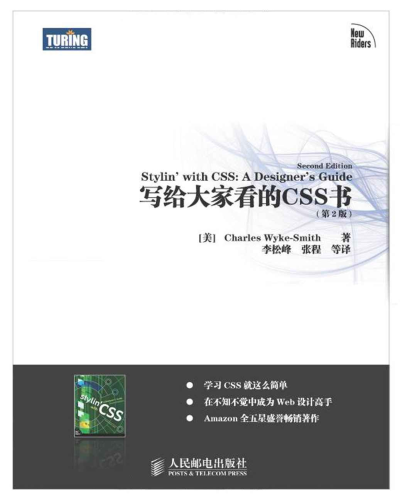 TURING
New
Riders
Second Edition
Stylin' with CSS: A Designer's Guide
写给大家看的CSS书
(第2版)
[美] Charles Wyke-Smith 著
李松峰 张程 等译
stylin'
with
CSS
● 学习 CSS 就这么简单
● 在不知不觉中成为 Web 设计高手
● Amazon 全五星盛誉畅销著作
人民邮电出版社
POSTS & TELECOM PRESS